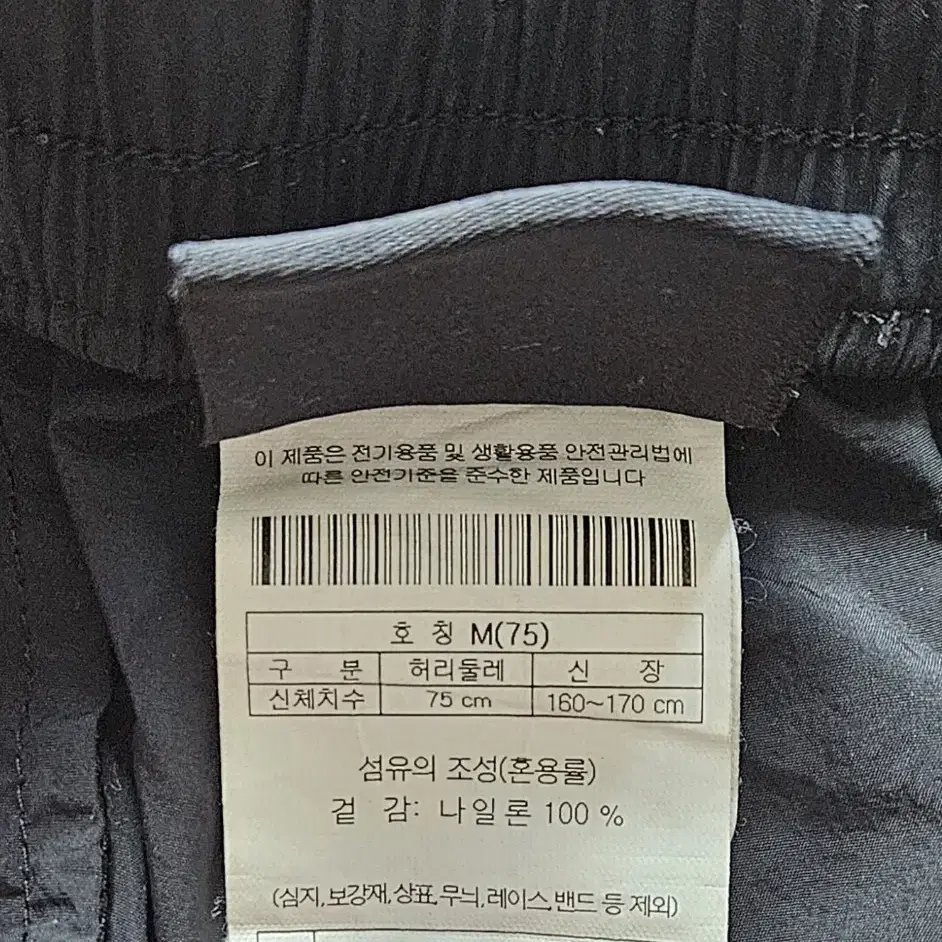 이 제품은 전기용품 및 생활용품 안전관리법에
따른 안전기준을 준수한 제품입니다
호 칭 M(75)
구 분 허리둘레 신 장
신체치수 75 cm 160~170 cm
섬유의 조성(혼용률)
겉 감: 나일론 100 %
(심지,보강재,상표,무늬,레이스,밴드 등 제외)